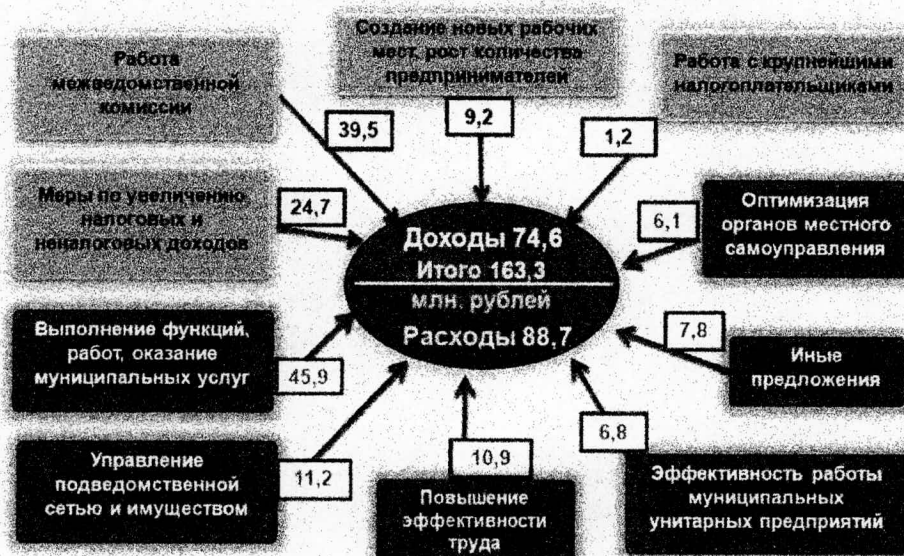 Работа
межведомственной
комиссии
39,5
Создание новых рабочих
мест, рост количества
предпринимателей
9,2
Работа с крупнейшими
налогоплательщиками
1,2
Меры по увеличению
налоговых и
неналоговых доходов
24,7
Доходы 74,6
Итого 163,3
млн. рублей
Расходы 88,7
6,1
Оптимизация
органов местного
самоуправления
Выполнение функций,
работ, оказание
муниципальных услуг
45,9
7,8
Иные
предложения
Управление
подведомственной
сетью и имуществом
11,2
10,9
Повышение
эффективности
труда
6,8
Эффективность работы
муниципальных
унитарных предприятий